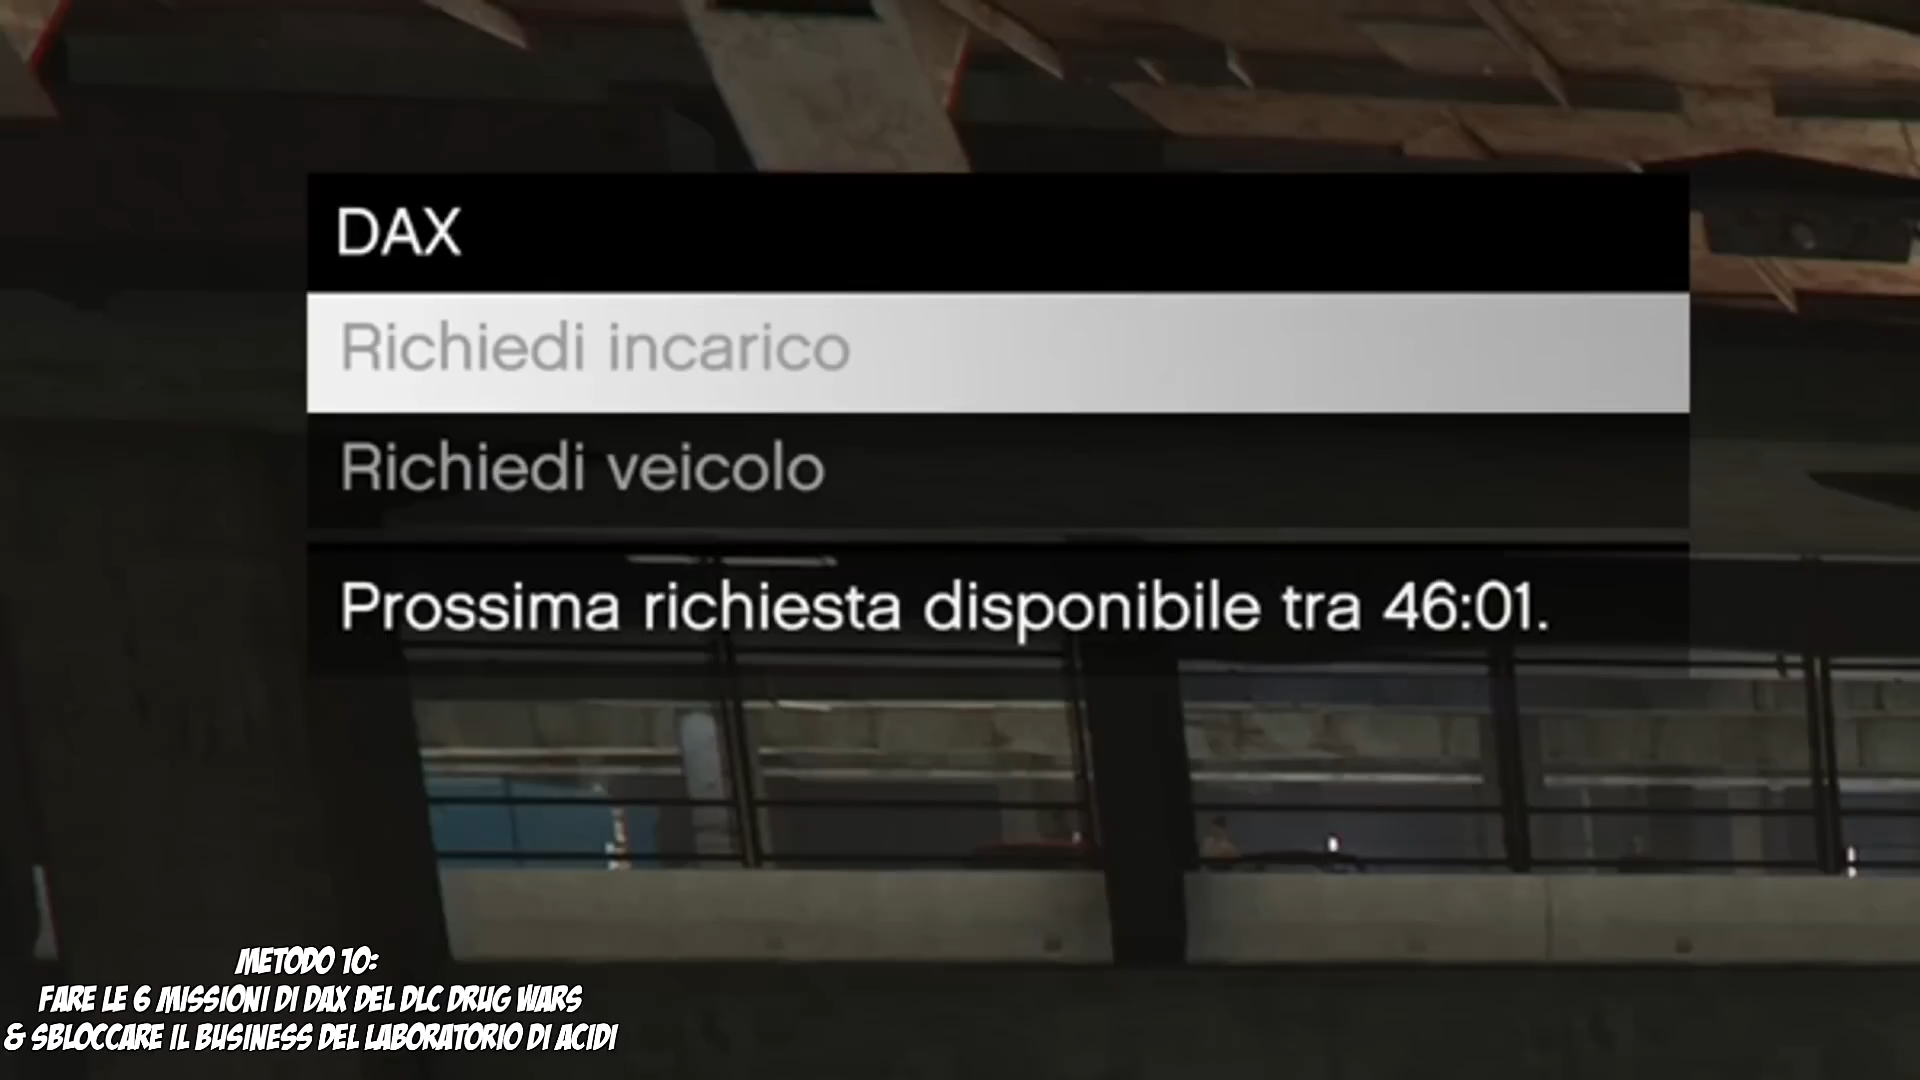 DAX
Richiedi incarico
Richiedi veicolo
Prossima richiesta disponibile tra 46:01.
METODO 10:
FARE LE 6 MISSIONI DI DAX DEL DLC DRUG WARS
& SBLOCCARE IL BUSINESS DEL LABORATORIO DI ACIDI